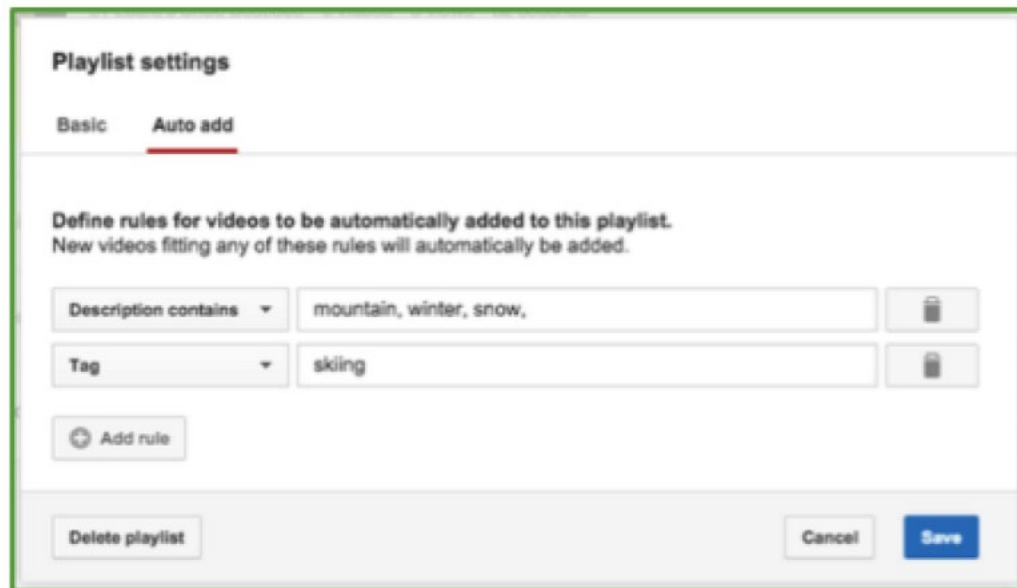 Playlist settings
Basic Auto add
Define rules for videos to be automatically added to this playlist.
New videos fitting any of these rules will automatically be added.
Description contains mountain, winter, snow,
Tag skiing
Add rule
Delete playlist Cancel Save